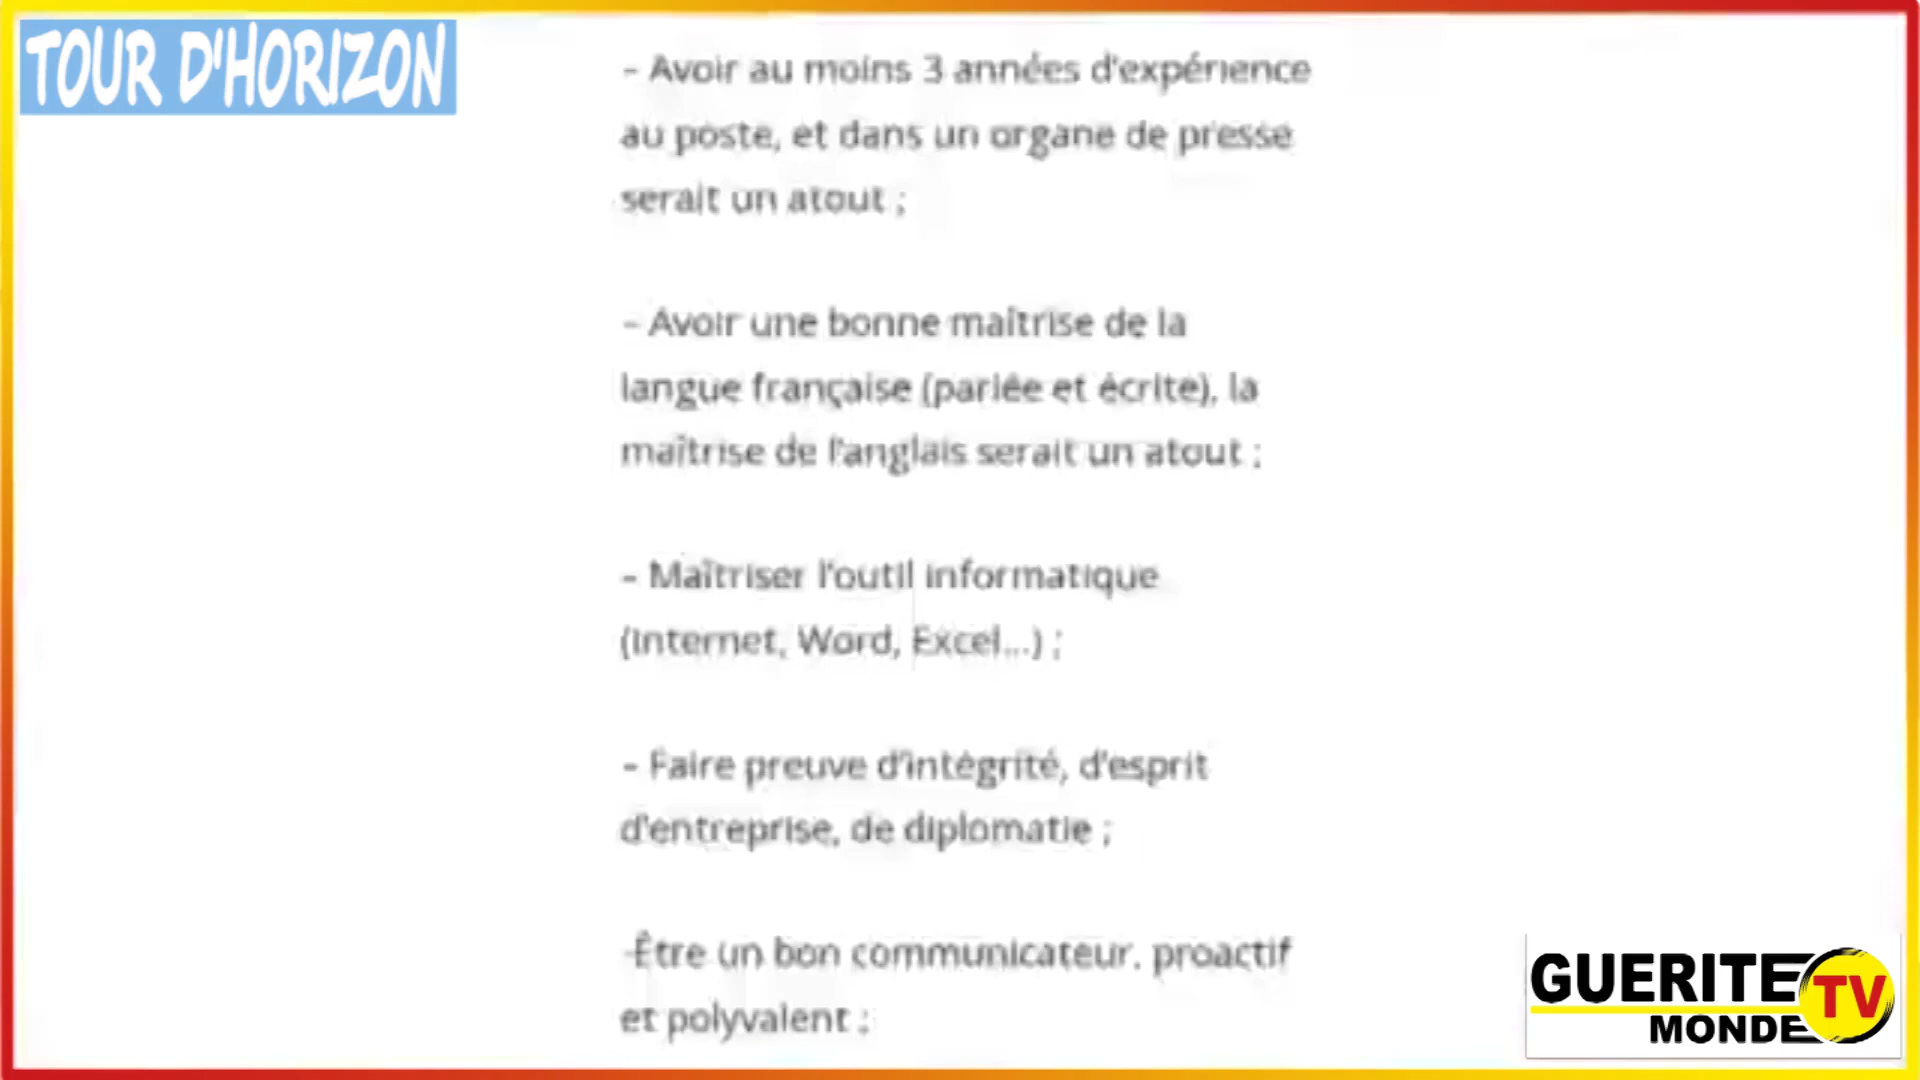 TOUR D'HORIZON
– Avoir au moins 3 années d'expérience
au poste, et dans un organe de presse
serait un atout ;
– Avoir une bonne maîtrise de la
langue française (parlée et écrite), la
maîtrise de l'anglais serait un atout ;
– Maîtriser l'outil informatique
(Internet, Word, Excel...) ;
– Faire preuve d'intégrité, d'esprit
d'entreprise, de diplomatie ;
-Être un bon communicateur, proactif
et polyvalent ;
GUERITE TV
MONDE